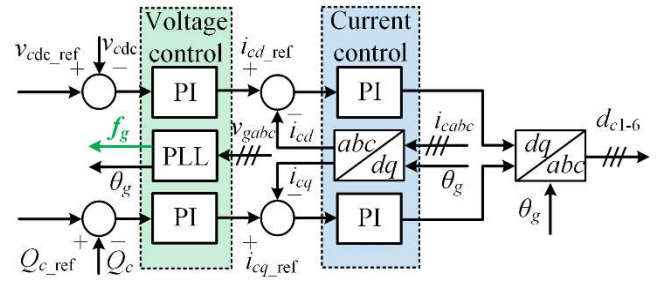 Voltage control
Current control
v_cdc_ref
+
v_cdc
−
PI
i_cd_ref
+
−
PI
i_cd
f_g
θ_g
PLL
v_gabc
abc
dq
i_cabc
θ_g
dq
abc
d_c1-6
θ_g
i_cq
−
Q_c_ref
+
−
Q_c
PI
+
i_cq_ref
PI